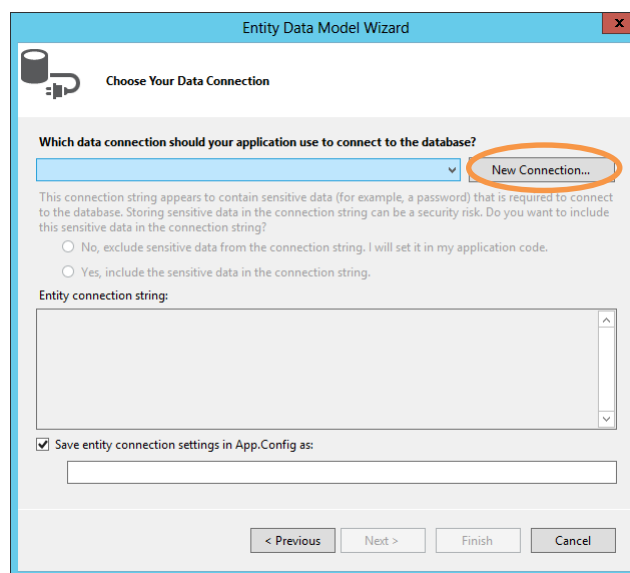 Entity Data Model Wizard
x
Choose Your Data Connection
Which data connection should your application use to connect to the database?
New Connection...
This connection string appears to contain sensitive data (for example, a password) that is required to connect
to the database. Storing sensitive data in the connection string can be a security risk. Do you want to include
this sensitive data in the connection string?
No, exclude sensitive data from the connection string. I will set it in my application code.
Yes, include the sensitive data in the connection string.
Entity connection string:
Save entity connection settings in App.Config as:
< Previous Next > Finish Cancel